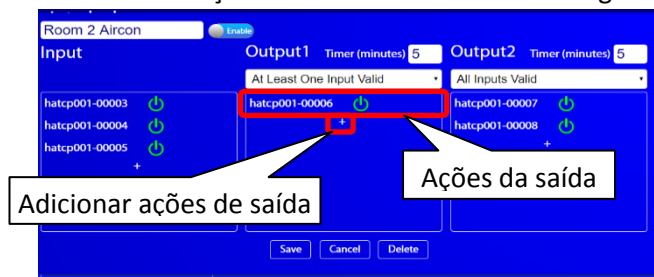 Room 2 Aircon Enable
Input
Output1 Timer (minutes) 5
Output2 Timer (minutes) 5
At Least One Input Valid
All Inputs Valid
hatcp001-00003
hatcp001-00004
hatcp001-00005
+
hatcp001-00006
+
hatcp001-00007
hatcp001-00008
+
Adicionar ações de saída
Ações da saída
Save Cancel Delete